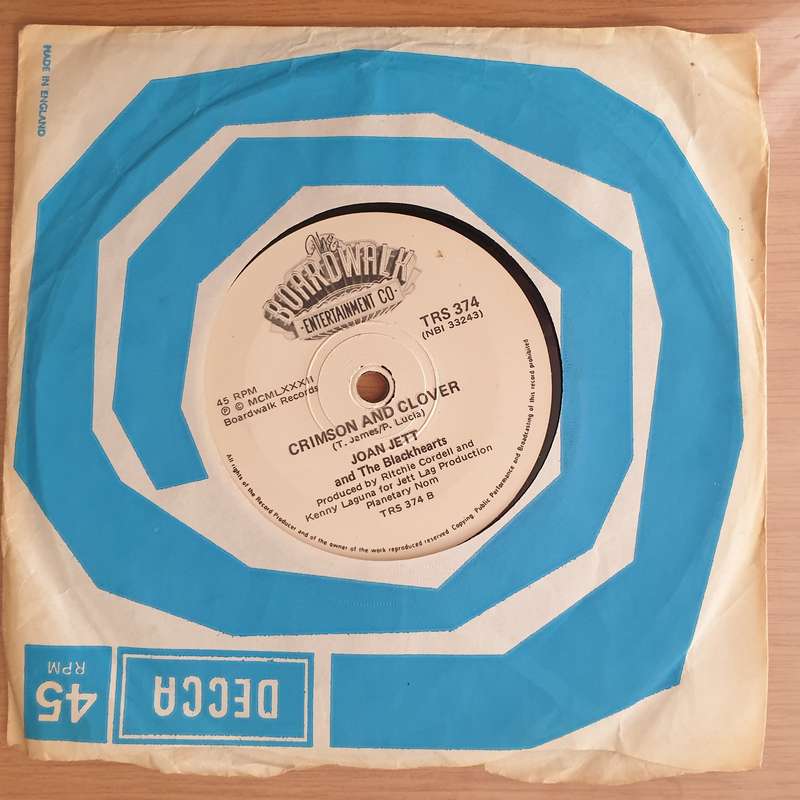 MADE IN ENGLAND
The
BOARDWALK
-ENTERTAINMENT CO-
TRS 374
(NBI 33243)
45 RPM
℗ © MCMLXXXII
Boardwalk Records
CRIMSON AND CLOVER
(T. James/P. Lucia)
JOAN JETT
and The Blackhearts
Produced by Ritchie Cordell and
Kenny Laguna for Jett Lag Production
Planetary Nom
TRS 374 B
All rights of the Record Producer and of the owner of the work reproduced reserved. Copying, Public Performance and Broadcasting of this record prohibited
45
RPM
DECCA